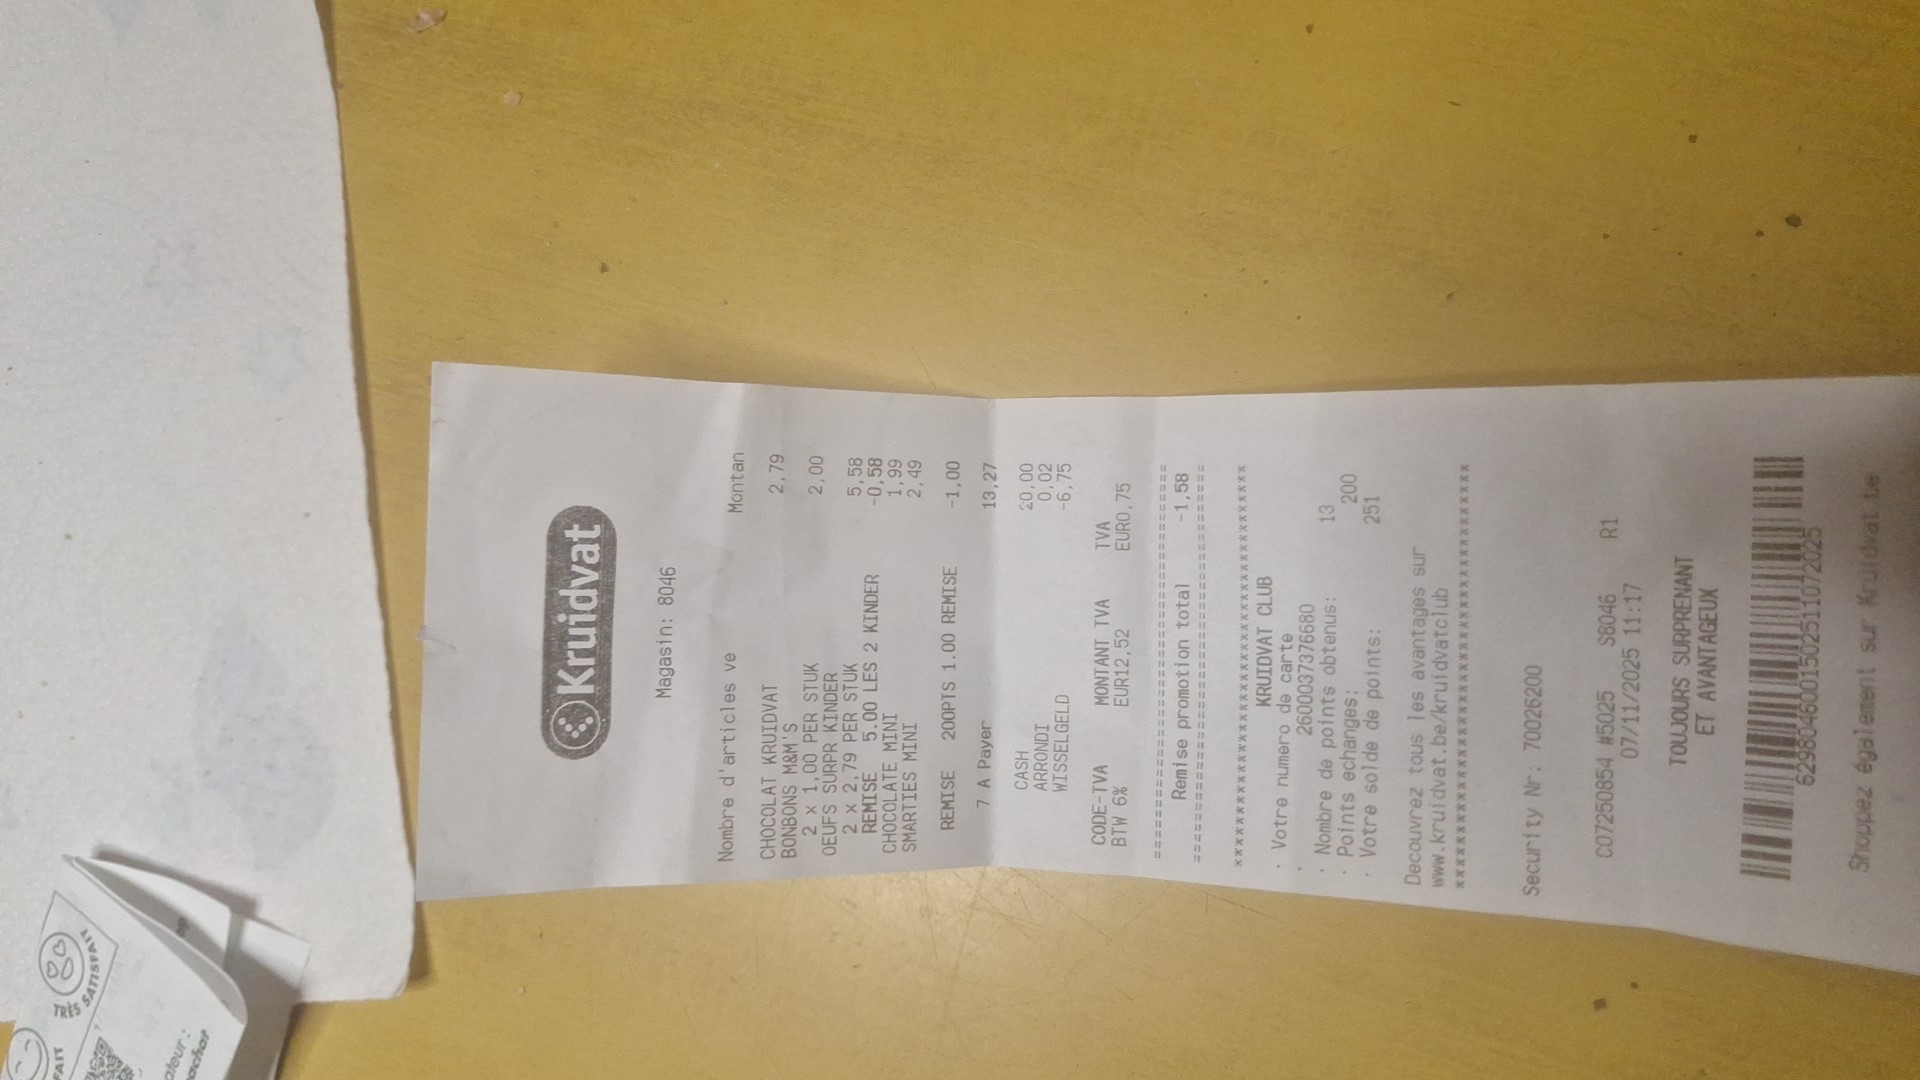 Kruidvat
Magasin: 8046
Nombre d'articles ve Montan
CHOCOLAT KRUIDVAT 2,79
BONBONS M&M'S
2 x 1,00 PER STUK 2,00
OEUFS SURPR KINDER
2 x 2,79 PER STUK 5,58
REMISE 5.00 LES 2 KINDER -0,58
CHOCOLATE MINI 1,99
SMARTIES MINI 2,49
REMISE 200PTS 1.00 REMISE -1,00
7 A Payer 13,27
CASH 20,00
ARRONDI 0,02
WISSELGELD -6,75
CODE-TVA MONTANT TVA TVA
BTW 6% EUR12,52 EUR0,75
========================================
Remise promotion total -1,58
========================================
****************************************
KRUIDVAT CLUB
· Votre numero de carte
· 2600037376680
· Nombre de points obtenus: 13
· Points echanges: 200
· Votre solde de points: 251
Decouvrez tous les avantages sur
www.kruidvat.be/kruidvatclub
****************************************
Security Nr: 70026200
C07250854 #5025 S8046 R1
07/11/2025 11:17
TOUJOURS SURPRENANT
ET AVANTAGEUX
Shoppez également sur Kruidvat.be
TRÈS SATISFAIT
FAIT
ateur:
achat